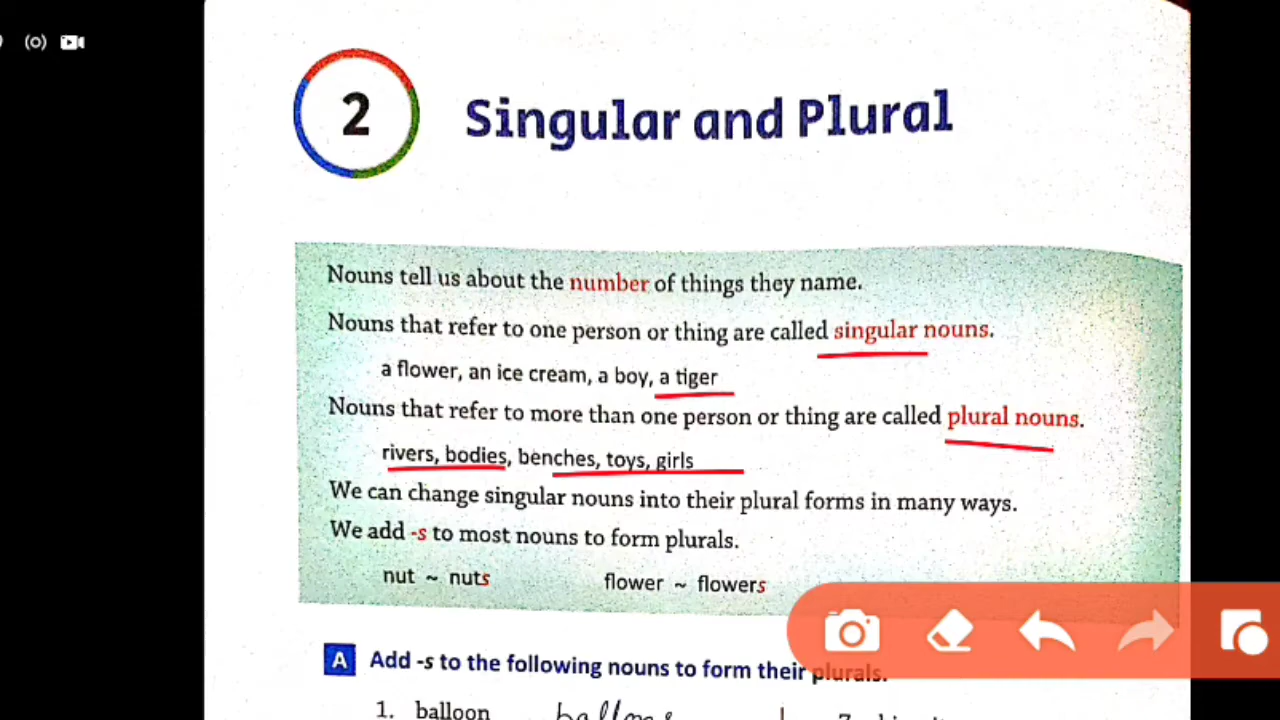 2
Singular and Plural
Nouns tell us about the number of things they name.
Nouns that refer to one person or thing are called singular nouns.
a flower, an ice cream, a boy, a tiger
Nouns that refer to more than one person or thing are called plural nouns.
rivers, bodies, benches, toys, girls
We can change singular nouns into their plural forms in many ways.
We add -s to most nouns to form plurals.
nut ~ nuts flower ~ flowers
A Add -s to the following nouns to form their plurals.
1. balloon